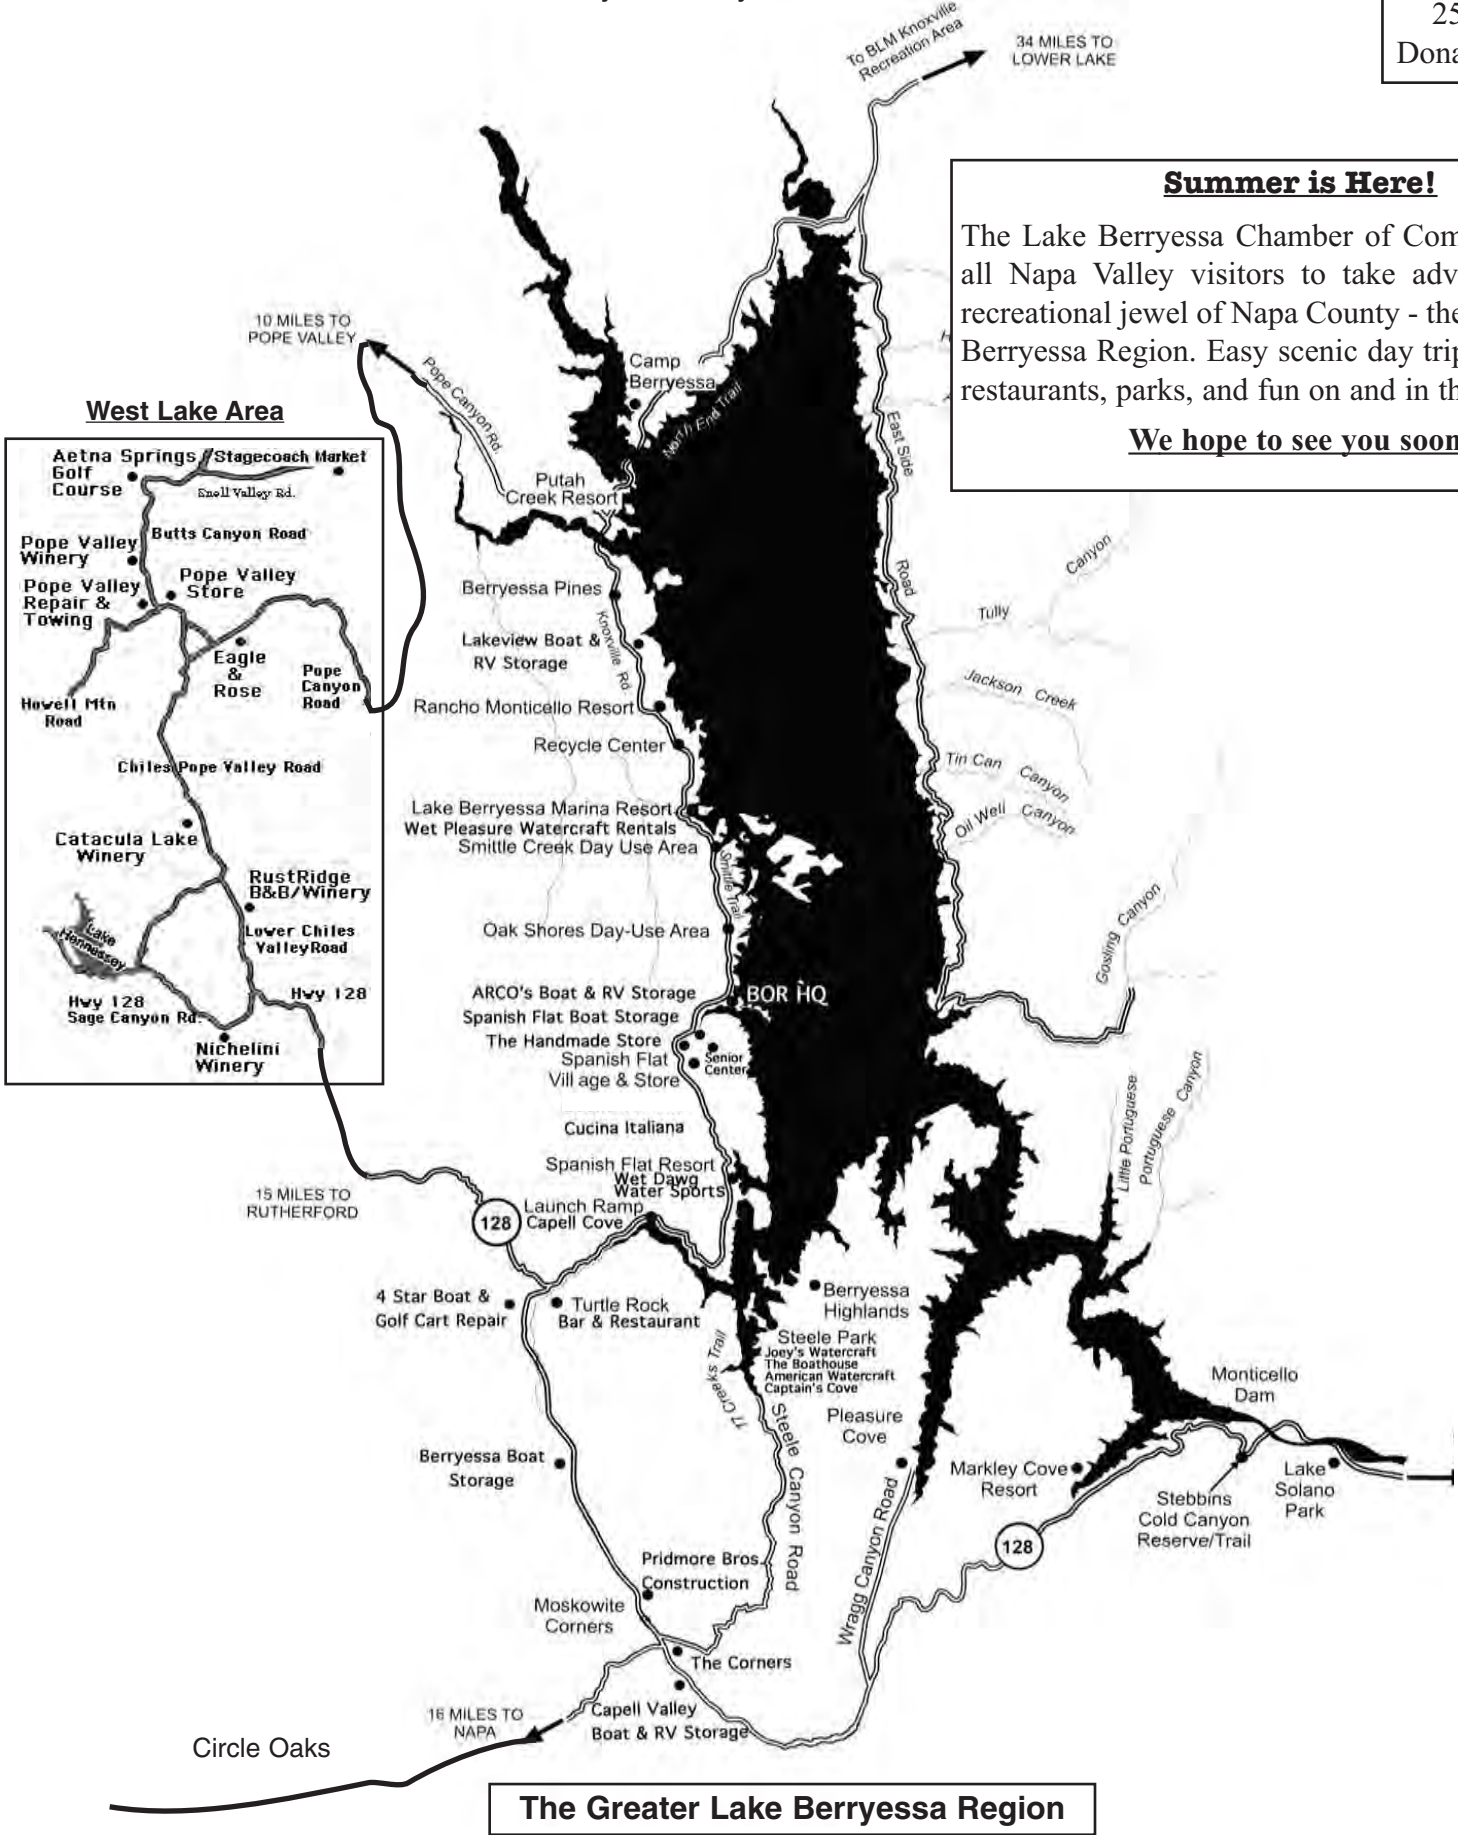 25
Dona
To BLM Knoxville
Recreation Area
34 MILES TO
LOWER LAKE
Summer is Here!
The Lake Berryessa Chamber of Com
all Napa Valley visitors to take adv
recreational jewel of Napa County - the
Berryessa Region. Easy scenic day trip
restaurants, parks, and fun on and in th
We hope to see you soon
10 MILES TO
POPE VALLEY
Pope Canyon Rd.
Camp
Berryessa
North End Trail
East Side
Road
Putah
Creek Resort
West Lake Area
Aetna Springs
Golf
Course
Stagecoach Market
Snell Valley Rd.
Butts Canyon Road
Pope Valley
Winery
Pope Valley
Store
Pope Valley
Repair &
Towing
Eagle
&
Rose
Pope
Canyon
Road
Howell Mtn
Road
Chiles Pope Valley Road
Catacula Lake
Winery
RustRidge
B&B/Winery
Lake
Hennessey
Lower Chiles
Valley Road
Hwy 128
Hwy 128
Sage Canyon Rd.
Nichelini
Winery
Berryessa Pines
Knoxville Rd.
Lakeview Boat &
RV Storage
Rancho Monticello Resort
Recycle Center
Lake Berryessa Marina Resort
Wet Pleasure Watercraft Rentals
Smittle Creek Day Use Area
Smittle Trail
Oak Shores Day-Use Area
ARCO's Boat & RV Storage
BOR HQ
Spanish Flat Boat Storage
The Handmade Store
Spanish Flat
Village & Store
Senior
Center
Cucina Italiana
Spanish Flat Resort
Wet Dawg
Water Sports
Launch Ramp
Capell Cove
Canyon
Tully
Jackson Creek
Tin Can Canyon
Oil Well Canyon
Gosling Canyon
Little Portuguese
Portuguese Canyon
15 MILES TO
RUTHERFORD
128
4 Star Boat &
Golf Cart Repair
Turtle Rock
Bar & Restaurant
Berryessa
Highlands
Steele Park
Joey's Watercraft
The Boathouse
American Watercraft
Captain's Cove
17 Creeks Trail
Steele Canyon Road
Pleasure
Cove
Monticello
Dam
Berryessa Boat
Storage
Markley Cove
Resort
Stebbins
Cold Canyon
Reserve/Trail
Lake
Solano
Park
128
Wragg Canyon Road
Pridmore Bros.
Construction
Moskowite
Corners
The Corners
Capell Valley
Boat & RV Storage
16 MILES TO
NAPA
Circle Oaks
The Greater Lake Berryessa Region